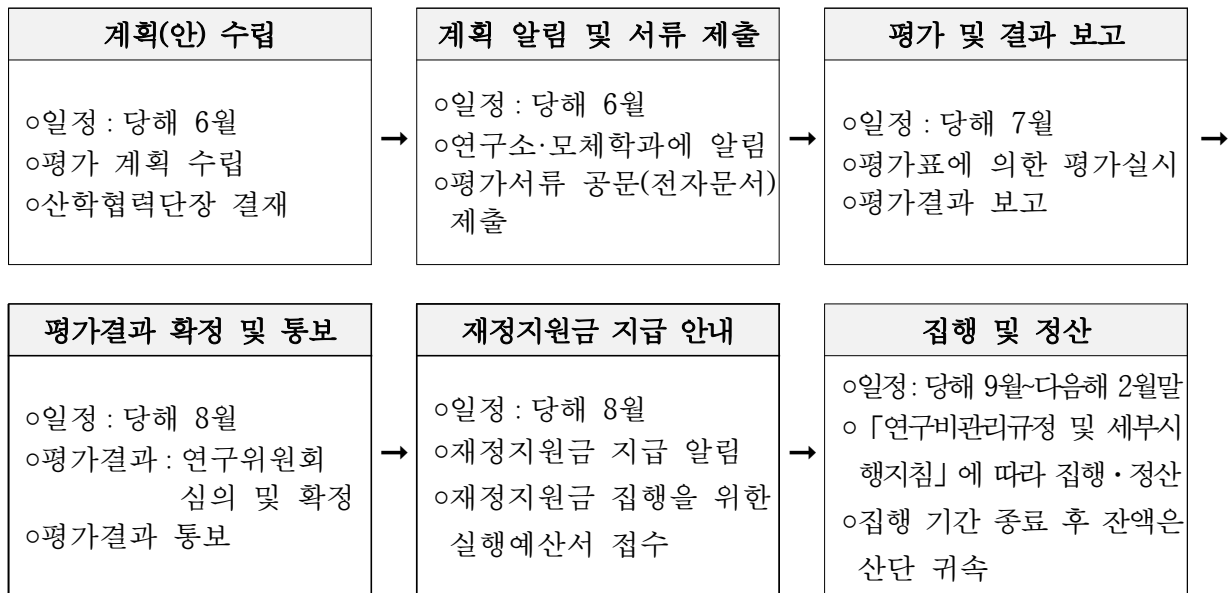 계획(안) 수립
○일정 : 당해 6월
○평가 계획 수립
○산학협력단장 결재
→
계획 알림 및 서류 제출
○일정 : 당해 6월
○연구소·모체학과에 알림
○평가서류 공문(전자문서)
제출
→
평가 및 결과 보고
○일정 : 당해 7월
○평가표에 의한 평가실시
○평가결과 보고
→
평가결과 확정 및 통보
○일정 : 당해 8월
○평가결과 : 연구위원회
심의 및 확정
○평가결과 통보
→
재정지원금 지급 안내
○일정 : 당해 8월
○재정지원금 지급 알림
○재정지원금 집행을 위한
실행예산서 접수
→
집행 및 정산
○일정: 당해 9월~다음해 2월말
○「연구비관리규정 및 세부시
행지침」에 따라 집행·정산
○집행 기간 종료 후 잔액은
산단 귀속